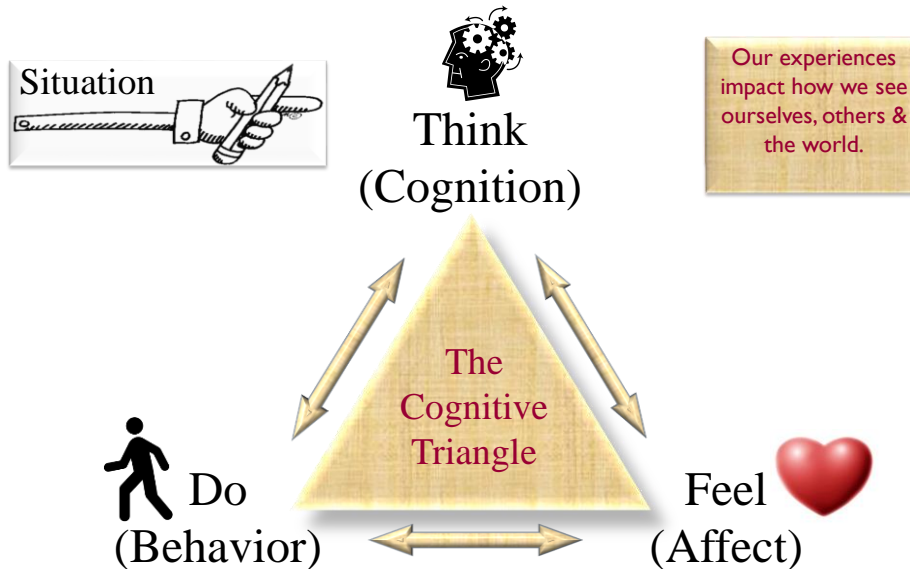 Situation
Think
(Cognition)
Our experiences
impact how we see
ourselves, others &
the world.
The
Cognitive
Triangle
Do
(Behavior)
Feel
(Affect)